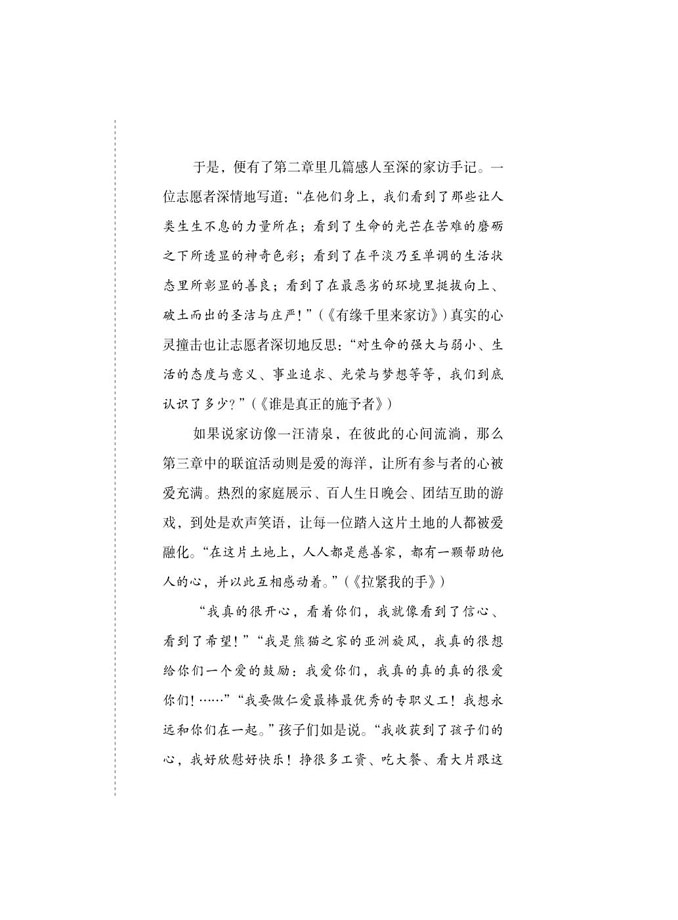 于是，便有了第二章里几篇感人至深的家访手记。一
位志愿者深情地写道：“在他们身上，我们看到了那些让人
类生生不息的力量所在；看到了生命的光芒在苦难的磨砺
之下所透显的神奇色彩；看到了在平淡乃至单调的生活状
态里所彰显的善良；看到了在最恶劣的环境里挺拔向上、
破土而出的圣洁与庄严！”（《有缘千里来家访》）真实的心
灵撞击也让志愿者深切地反思：“对生命的强大与弱小、生
活的态度与意义、事业追求、光荣与梦想等等，我们到底
认识了多少？”（《谁是真正的施予者》）
如果说家访像一汪清泉，在彼此的心间流淌，那么
第三章中的联谊活动则是爱的海洋，让所有参与者的心被
爱充满。热烈的家庭展示、百人生日晚会、团结互助的游
戏，到处是欢声笑语，让每一位踏入这片土地的人都被爱
融化。“在这片土地上，人人都是慈善家，都有一颗帮助他
人的心，并以此互相感动着。”（《拉紧我的手》）
“我真的很开心，看着你们，我就像看到了信心、
看到了希望！”“我是熊猫之家的亚洲旋风，我真的很想
给你们一个爱的鼓励：我爱你们，我真的真的真的很爱
你们！……”“我要做仁爱最棒最优秀的专职义工！我想永
远和你们在一起。”孩子们如是说。“我收获到了孩子们的
心，我好欣慰好快乐！挣很多工资、吃大餐、看大片跟这